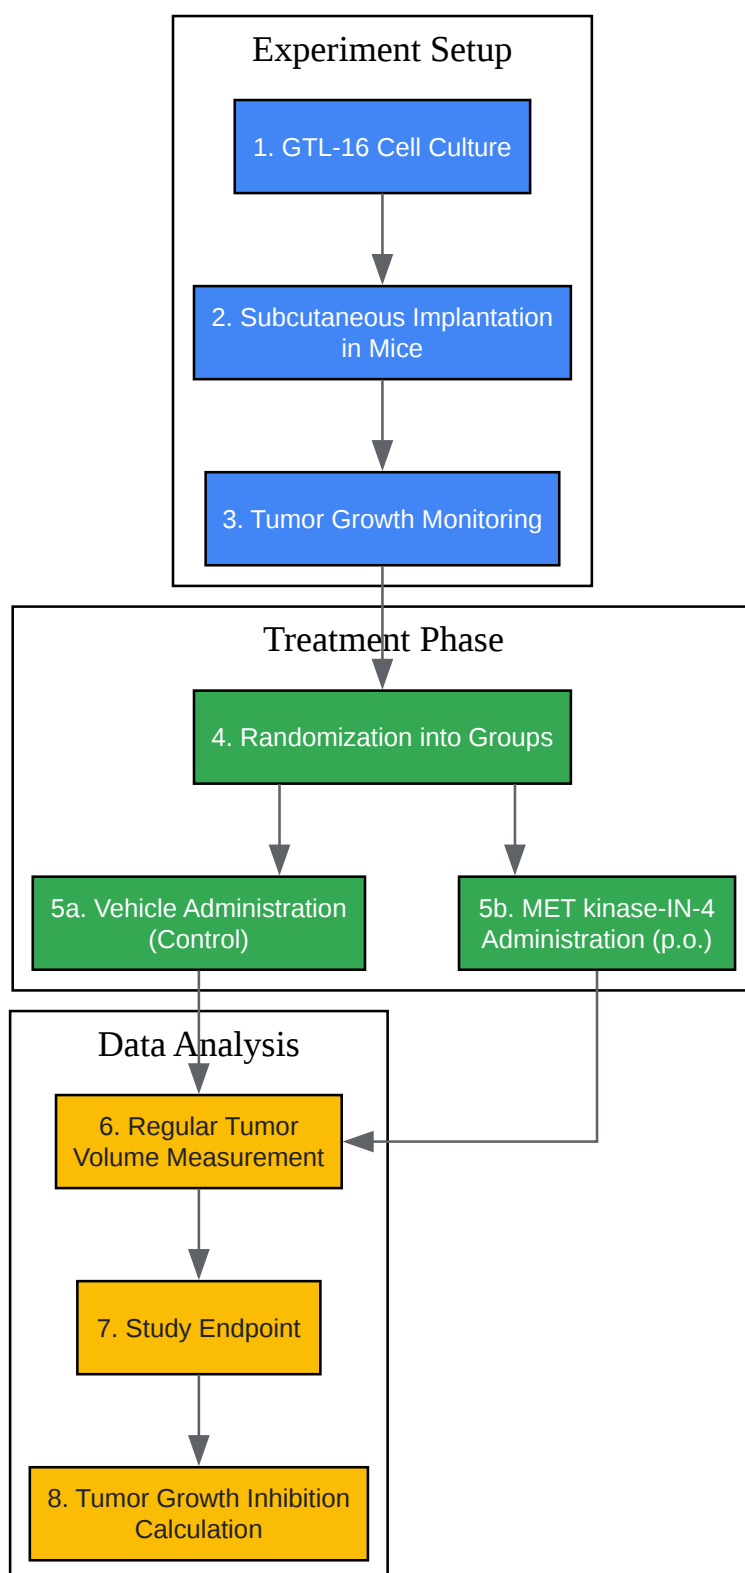 Experiment Setup
1. GTL-16 Cell Culture
2. Subcutaneous Implantation
in Mice
3. Tumor Growth Monitoring
Treatment Phase
4. Randomization into Groups
5a. Vehicle Administration
(Control)
5b. MET kinase-IN-4
Administration (p.o.)
Data Analysis
6. Regular Tumor
Volume Measurement
7. Study Endpoint
8. Tumor Growth Inhibition
Calculation